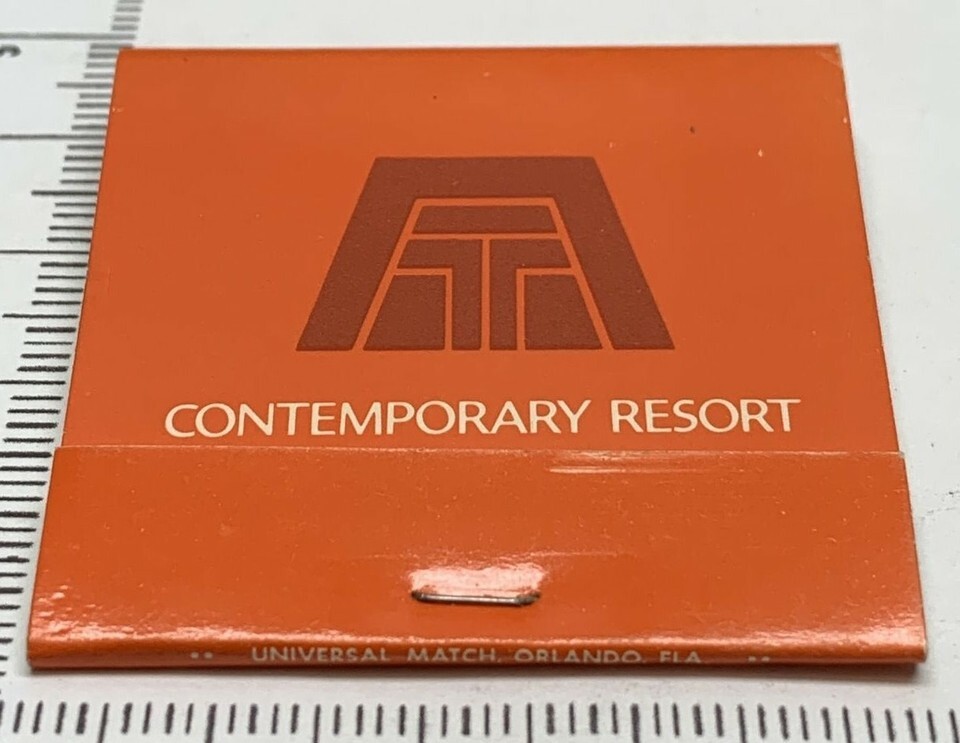 CONTEMPORARY RESORT
UNIVERSAL MATCH, ORLANDO, FLA.